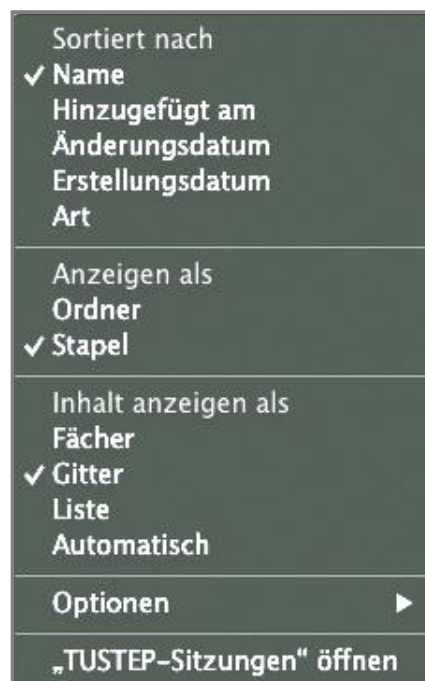 Sortiert nach
✓ Name
Hinzugefügt am
Änderungsdatum
Erstellungsdatum
Art
Anzeigen als
Ordner
✓ Stapel
Inhalt anzeigen als
Fächer
✓ Gitter
Liste
Automatisch
Optionen ▶
„TUSTEP-Sitzungen“ öffnen